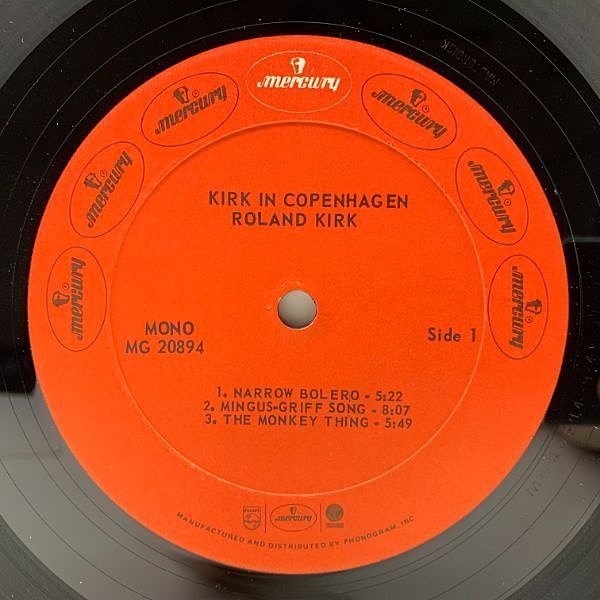 mercury
mercury
mercury
mercury
mercury
mercury
mercury
MASTERDISK
KIRK IN COPENHAGEN
ROLAND KIRK
MONO
MG 20894
Side 1
1. NARROW BOLERO - 5:22
2. MINGUS-GRIFF SONG - 8:07
3. THE MONKEY THING - 5:49
PHILIPS
mercury
MANUFACTURED AND DISTRIBUTED BY PHONOGRAM, INC